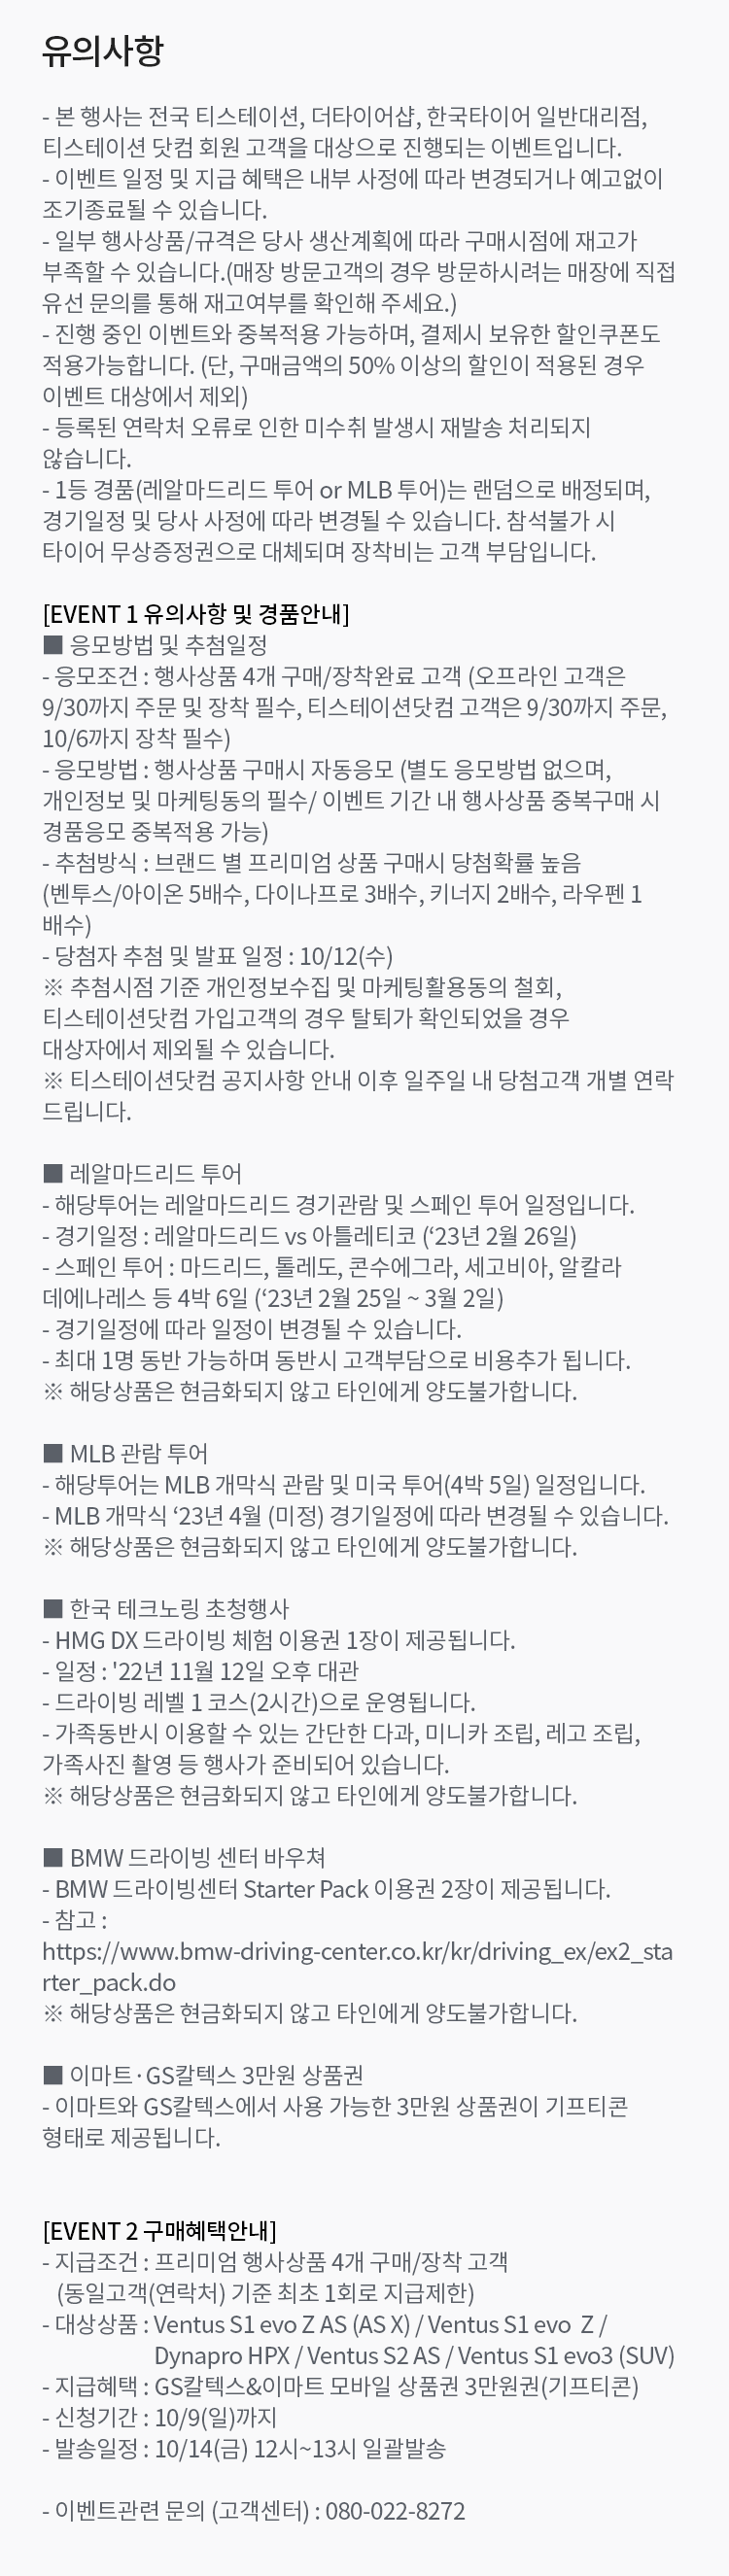 유의사항
- 본 행사는 전국 티스테이션, 더타이어샵, 한국타이어 일반대리점,
티스테이션 닷컴 회원 고객을 대상으로 진행되는 이벤트입니다.
- 이벤트 일정 및 지급 혜택은 내부 사정에 따라 변경되거나 예고없이
조기종료될 수 있습니다.
- 일부 행사상품/규격은 당사 생산계획에 따라 구매시점에 재고가
부족할 수 있습니다.(매장 방문고객의 경우 방문하시려는 매장에 직접
유선 문의를 통해 재고여부를 확인해 주세요.)
- 진행 중인 이벤트와 중복적용 가능하며, 결제시 보유한 할인쿠폰도
적용가능합니다. (단, 구매금액의 50% 이상의 할인이 적용된 경우
이벤트 대상에서 제외)
- 등록된 연락처 오류로 인한 미수취 발생시 재발송 처리되지
않습니다.
- 1등 경품(레알마드리드 투어 or MLB 투어)는 랜덤으로 배정되며,
경기일정 및 당사 사정에 따라 변경될 수 있습니다. 참석불가 시
타이어 무상증정권으로 대체되며 장착비는 고객 부담입니다.
[EVENT 1 유의사항 및 경품안내]
■ 응모방법 및 추첨일정
- 응모조건 : 행사상품 4개 구매/장착완료 고객 (오프라인 고객은
9/30까지 주문 및 장착 필수, 티스테이션닷컴 고객은 9/30까지 주문,
10/6까지 장착 필수)
- 응모방법 : 행사상품 구매시 자동응모 (별도 응모방법 없으며,
개인정보 및 마케팅동의 필수/ 이벤트 기간 내 행사상품 중복구매 시
경품응모 중복적용 가능)
- 추첨방식 : 브랜드 별 프리미엄 상품 구매시 당첨확률 높음
(벤투스/아이온 5배수, 다이나프로 3배수, 키너지 2배수, 라우펜 1
배수)
- 당첨자 추첨 및 발표 일정 : 10/12(수)
※ 추첨시점 기준 개인정보수집 및 마케팅활용동의 철회,
티스테이션닷컴 가입고객의 경우 탈퇴가 확인되었을 경우
대상자에서 제외될 수 있습니다.
※ 티스테이션닷컴 공지사항 안내 이후 일주일 내 당첨고객 개별 연락
드립니다.
■ 레알마드리드 투어
- 해당투어는 레알마드리드 경기관람 및 스페인 투어 일정입니다.
- 경기일정 : 레알마드리드 vs 아틀레티코 (‘23년 2월 26일)
- 스페인 투어 : 마드리드, 톨레도, 콘수에그라, 세고비아, 알칼라
데에나레스 등 4박 6일 (‘23년 2월 25일 ~ 3월 2일)
- 경기일정에 따라 일정이 변경될 수 있습니다.
- 최대 1명 동반 가능하며 동반시 고객부담으로 비용추가 됩니다.
※ 해당상품은 현금화되지 않고 타인에게 양도불가합니다.
■ MLB 관람 투어
- 해당투어는 MLB 개막식 관람 및 미국 투어(4박 5일) 일정입니다.
- MLB 개막식 ‘23년 4월 (미정) 경기일정에 따라 변경될 수 있습니다.
※ 해당상품은 현금화되지 않고 타인에게 양도불가합니다.
■ 한국 테크노링 초청행사
- HMG DX 드라이빙 체험 이용권 1장이 제공됩니다.
- 일정 : '22년 11월 12일 오후 대관
- 드라이빙 레벨 1 코스(2시간)으로 운영됩니다.
- 가족동반시 이용할 수 있는 간단한 다과, 미니카 조립, 레고 조립,
가족사진 촬영 등 행사가 준비되어 있습니다.
※ 해당상품은 현금화되지 않고 타인에게 양도불가합니다.
■ BMW 드라이빙 센터 바우쳐
- BMW 드라이빙센터 Starter Pack 이용권 2장이 제공됩니다.
- 참고 :
https://www.bmw-driving-center.co.kr/kr/driving_ex/ex2_sta
rter_pack.do
※ 해당상품은 현금화되지 않고 타인에게 양도불가합니다.
■ 이마트·GS칼텍스 3만원 상품권
- 이마트와 GS칼텍스에서 사용 가능한 3만원 상품권이 기프티콘
형태로 제공됩니다.
[EVENT 2 구매혜택안내]
- 지급조건 : 프리미엄 행사상품 4개 구매/장착 고객
(동일고객(연락처) 기준 최초 1회로 지급제한)
- 대상상품 : Ventus S1 evo Z AS (AS X) / Ventus S1 evo Z /
Dynapro HPX / Ventus S2 AS / Ventus S1 evo3 (SUV)
- 지급혜택 : GS칼텍스&이마트 모바일 상품권 3만원권(기프티콘)
- 신청기간 : 10/9(일)까지
- 발송일정 : 10/14(금) 12시~13시 일괄발송
- 이벤트관련 문의 (고객센터) : 080-022-8272